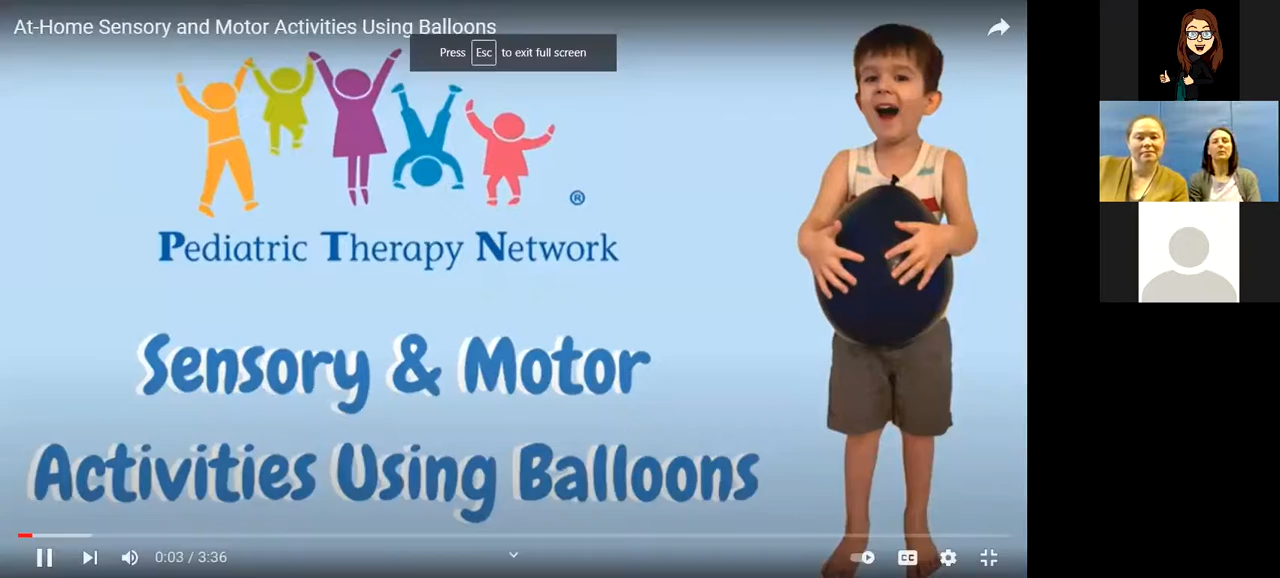 At-Home Sensory and Motor Activities Using Balloons
Press Esc to exit full screen
®
Pediatric Therapy Network
Sensory & Motor
Activities Using Balloons
0:03 / 3:36
CC